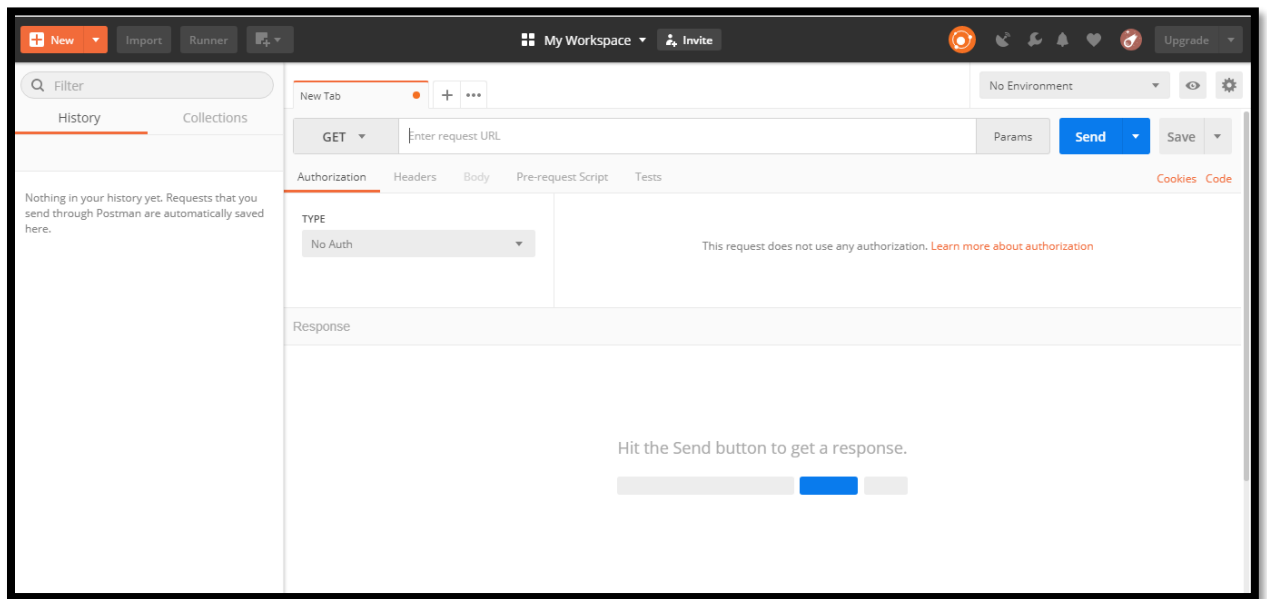 New
Import
Runner
My Workspace
Invite
Upgrade
Filter
History
Collections
Nothing in your history yet. Requests that you
send through Postman are automatically saved
here.
New Tab
No Environment
GET
Enter request URL
Params
Send
Save
Authorization
Headers
Body
Pre-request Script
Tests
Cookies
Code
TYPE
No Auth
This request does not use any authorization. Learn more about authorization
Response
Hit the Send button to get a response.